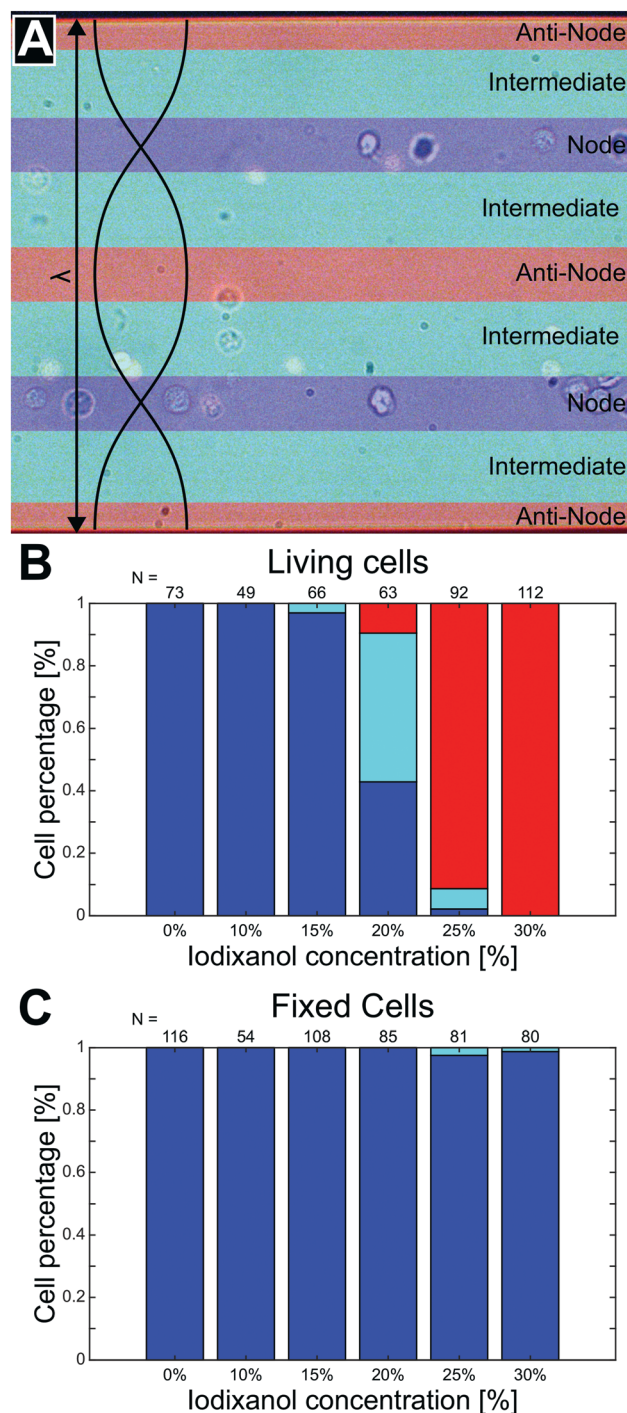 A
Anti-Node
Intermediate
Node
Intermediate
λ
Anti-Node
Intermediate
Node
Intermediate
Anti-Node
B
Living cells
N =
73 49 66 63 92 112
1
0.8
0.6
0.4
0.2
0
Cell percentage [%]
0% 10% 15% 20% 25% 30%
Iodixanol concentration [%]
C
Fixed Cells
N =
116 54 108 85 81 80
1
0.8
0.6
0.4
0.2
0
Cell percentage [%]
0% 10% 15% 20% 25% 30%
Iodixanol concentration [%]